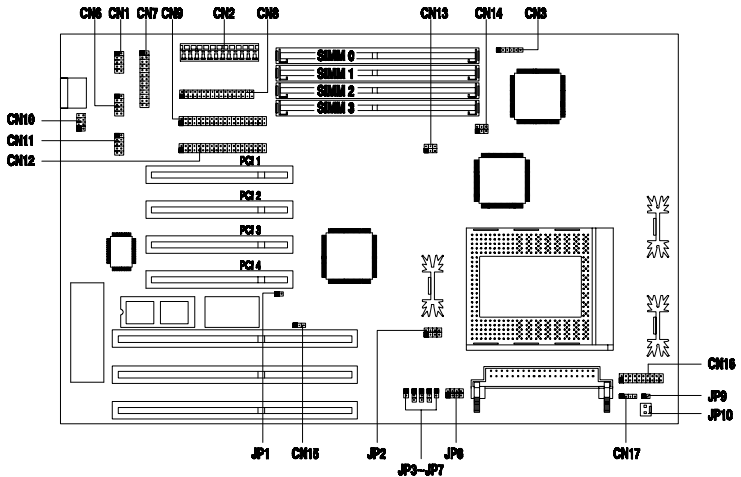 CN6 CN1 CN7 CN9 CN2 CN8 CN13 CN14 CN3
SIMM 0
SIMM 1
SIMM 2
SIMM 3
CN10
CN11
CN12
PCI 1
PCI 2
PCI 3
PCI 4
CN16
JP9
JP10
JP1 CN15 JP2 JP3~JP7 JP8 CN17